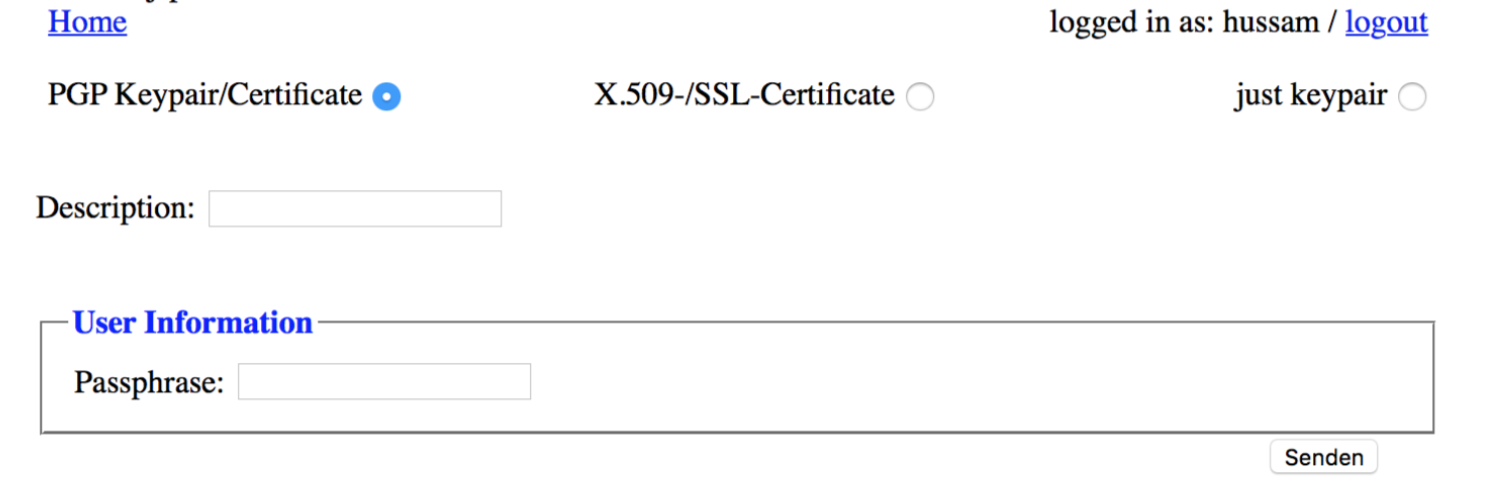 Home logged in as: hussam / logout
PGP Keypair/Certificate X.509-/SSL-Certificate just keypair
Description:
User Information
Passphrase:
Senden